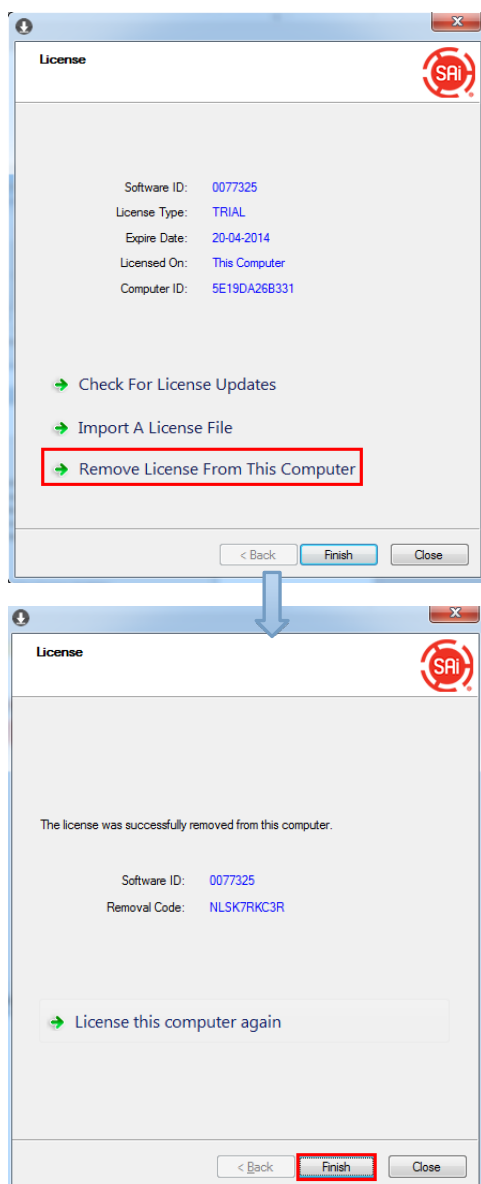 x
License
SAi
Software ID: 0077325
License Type: TRIAL
Expire Date: 20-04-2014
Licensed On: This Computer
Computer ID: 5E19DA26B331
Check For License Updates
Import A License File
Remove License From This Computer
< Back Finish Close
x
License
SAi
The license was successfully removed from this computer.
Software ID: 0077325
Removal Code: NLSK7RKC3R
License this computer again
< Back Finish Close